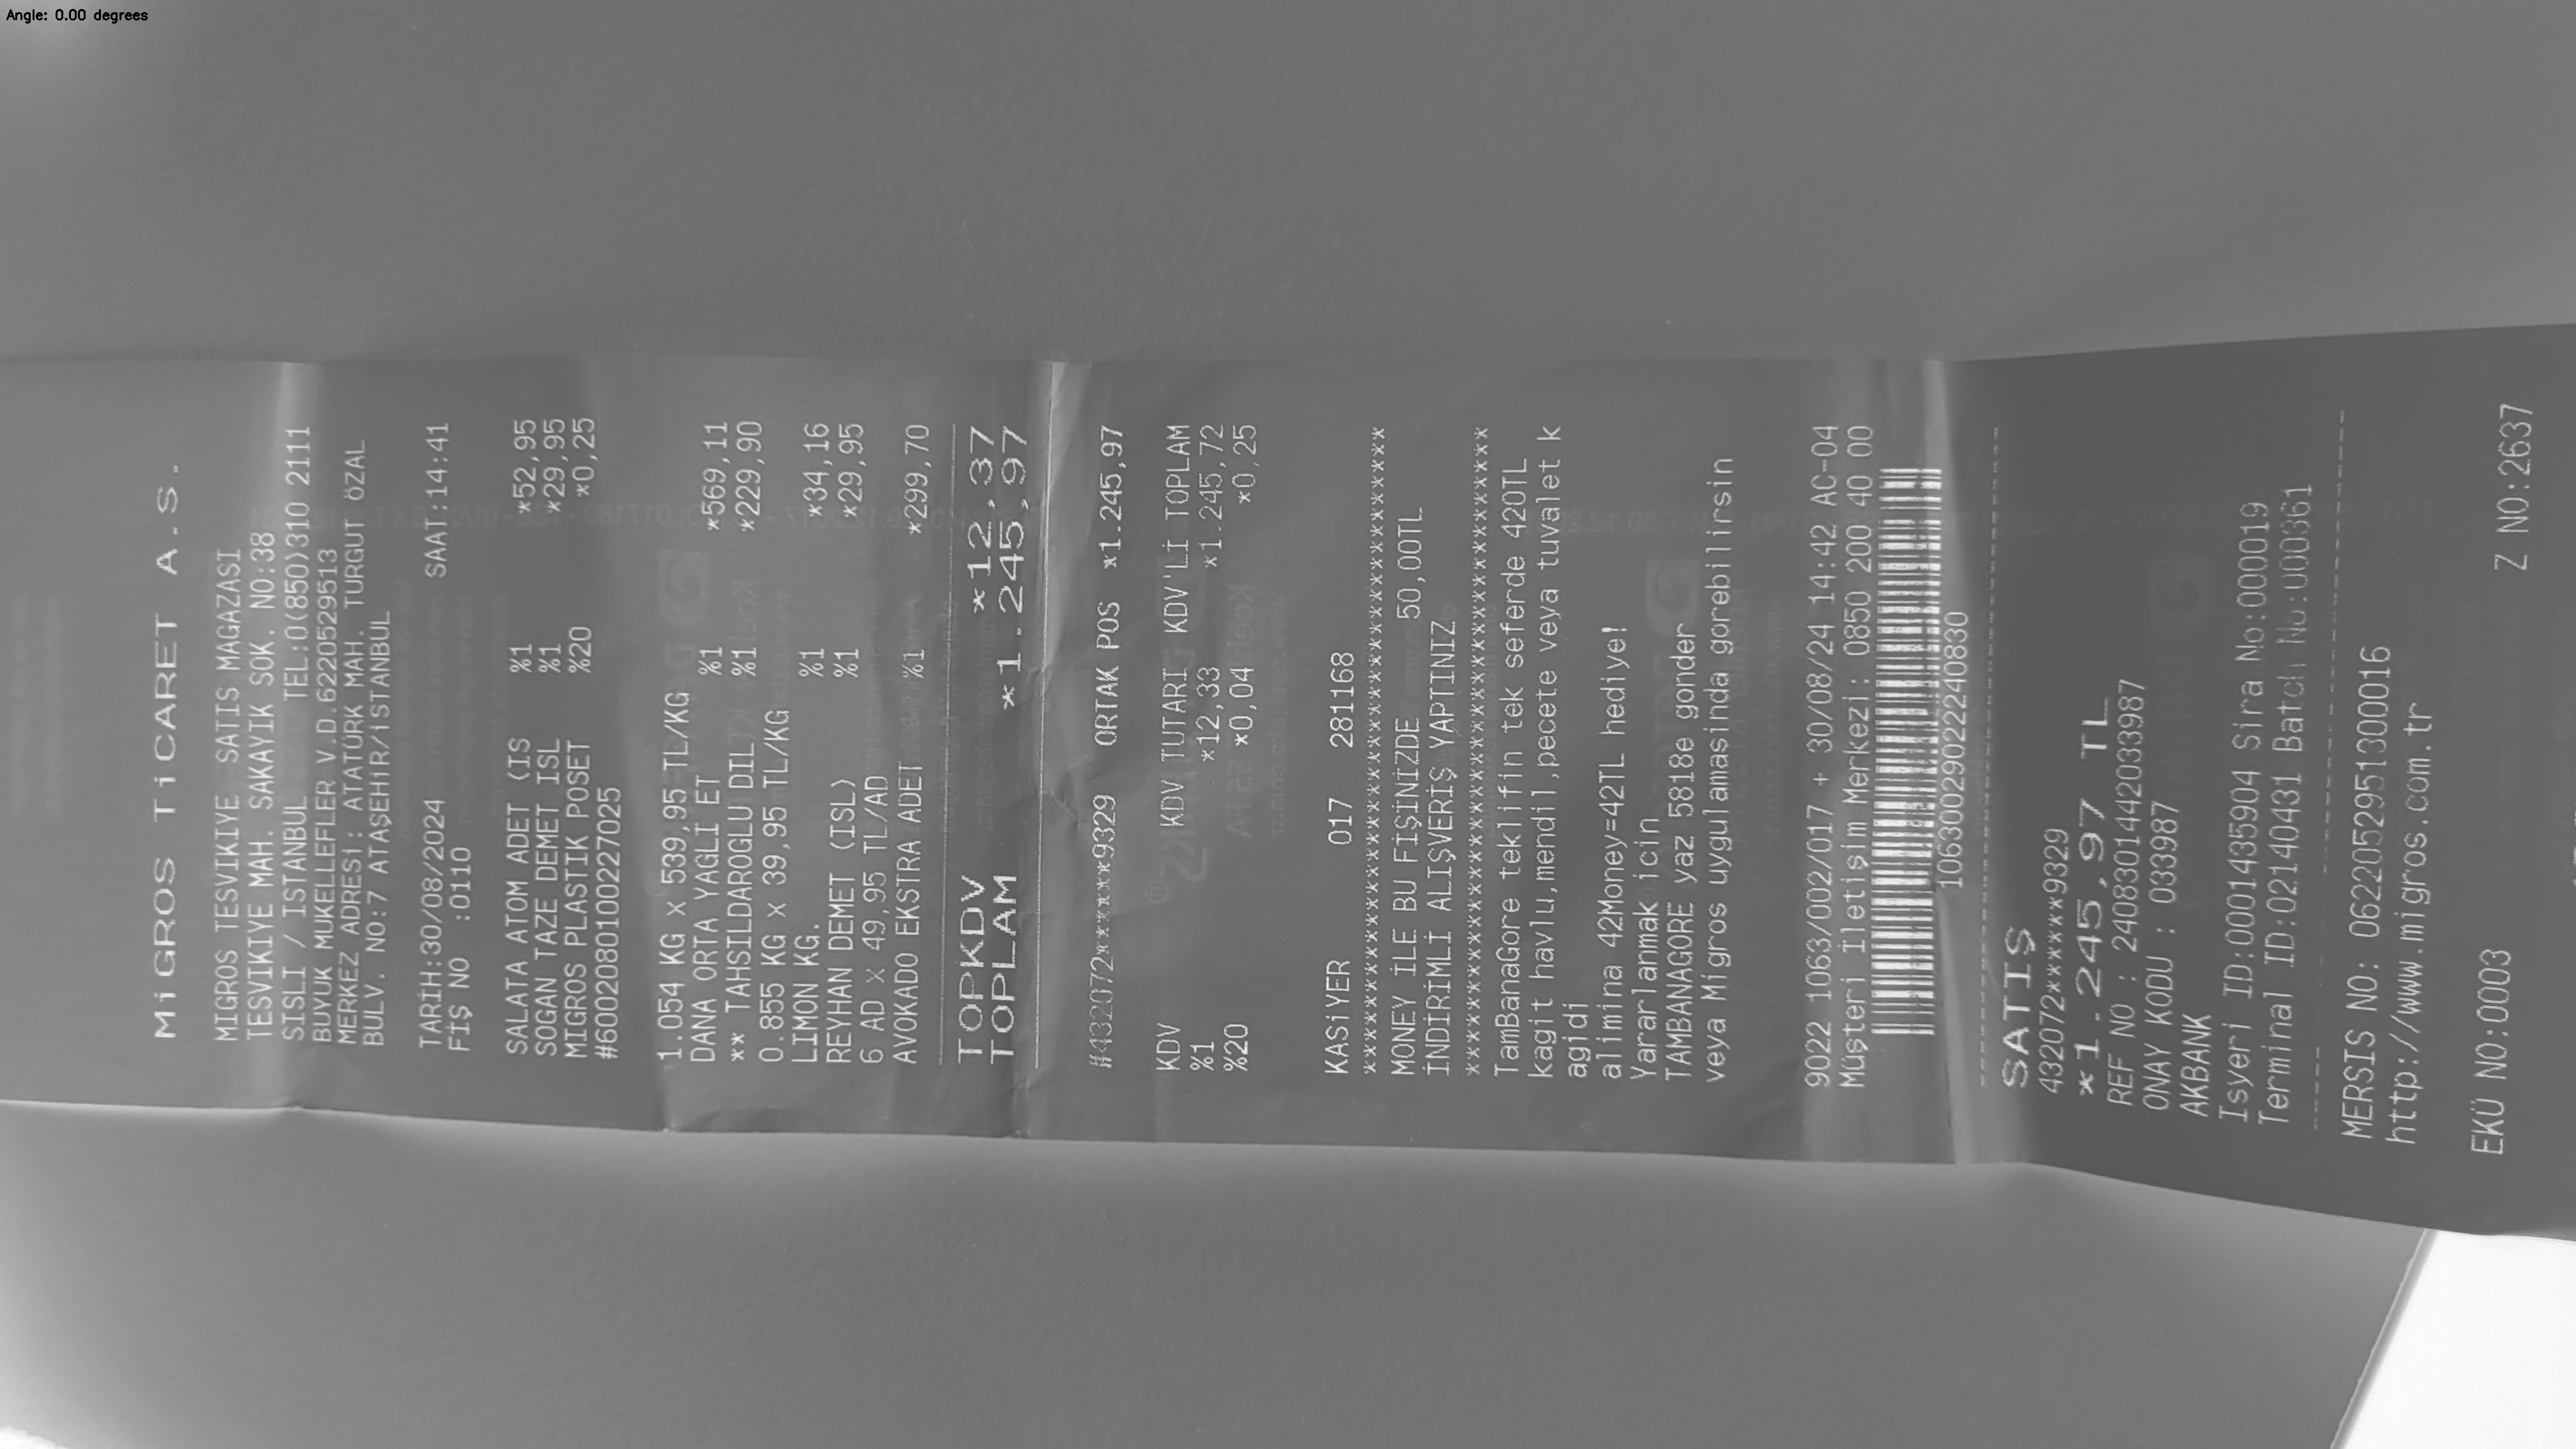 Angle: 0.00 degrees
MiGROS TiCARET A.S.
MIGROS TESVIKIYE SATIS MAGAZASI
TESVIKIYE MAH. SAKAYIK SOK. NO:38
SISLI / ISTANBUL TEL:0(850)310 2111
BUYUK MUKELLEFLER V.D.6220529513
MERKEZ ADRESi: ATATÜRK MAH. TURGUT ÖZAL
BULV. NO:7 ATAŞEHiR/iSTANBUL
TARİH:30/08/2024 SAAT:14:41
FİŞ NO :0110
SALATA ATOM ADET (IS %1 *52,95
SOGAN TAZE DEMET ISL %1 *29,95
MIGROS PLASTIK POSET %20 *0,25
#6002080100227025
1.054 KG x 539,95 TL/KG
DANA ORTA YAGLI ET %1 *569,11
** TAHSILDAROGLU DIL %1 *229,90
0.855 KG x 39,95 TL/KG
LIMON KG. %1 *34,16
REYHAN DEMET (ISL) %1 *29,95
6 AD x 49,95 TL/AD
AVOKADO EKSTRA ADET %1 *299,70
TOPKDV *12,37
TOPLAM *1.245,97
#432072******9329 ORTAK POS *1.245,97
KDV KDV TUTARI KDV'Lİ TOPLAM
%1 *12,33 *1.245,72
%20 *0,04 *0,25
KASiYER 017 281168
****************************************
MONEY İLE BU FİŞİNİZDE 50,00TL
İNDİRİMLİ ALIŞVERİŞ YAPTINIZ
****************************************
TamBanaGore teklifin tek seferde 420TL
kagit havlu,mendil,pecete veya tuvalet k
agidi
alimina 42Money=42TL hediye!
Yararlanmak icin
TAMBANAGORE yaz 5818e gonder
veya Migros uygulamasinda gorebilirsin
9022 1063/002/017 + 30/08/24 14:42 AC-04
Müşteri İletişim Merkezi: 0850 200 40 00
106300290222240830
SATIŞ
432072******9329
*1.245,97 TL
REF NO : 240830144203033987
ONAY KODU : 033987
AKBANK
Isyeri ID:0001435904 Sira No:000019
Terminal ID:02140431 Batch No:000361
MERSIS NO: 0622052951300016
http://www.migros.com.tr
EKÜ NO:0003 Z NO:2637